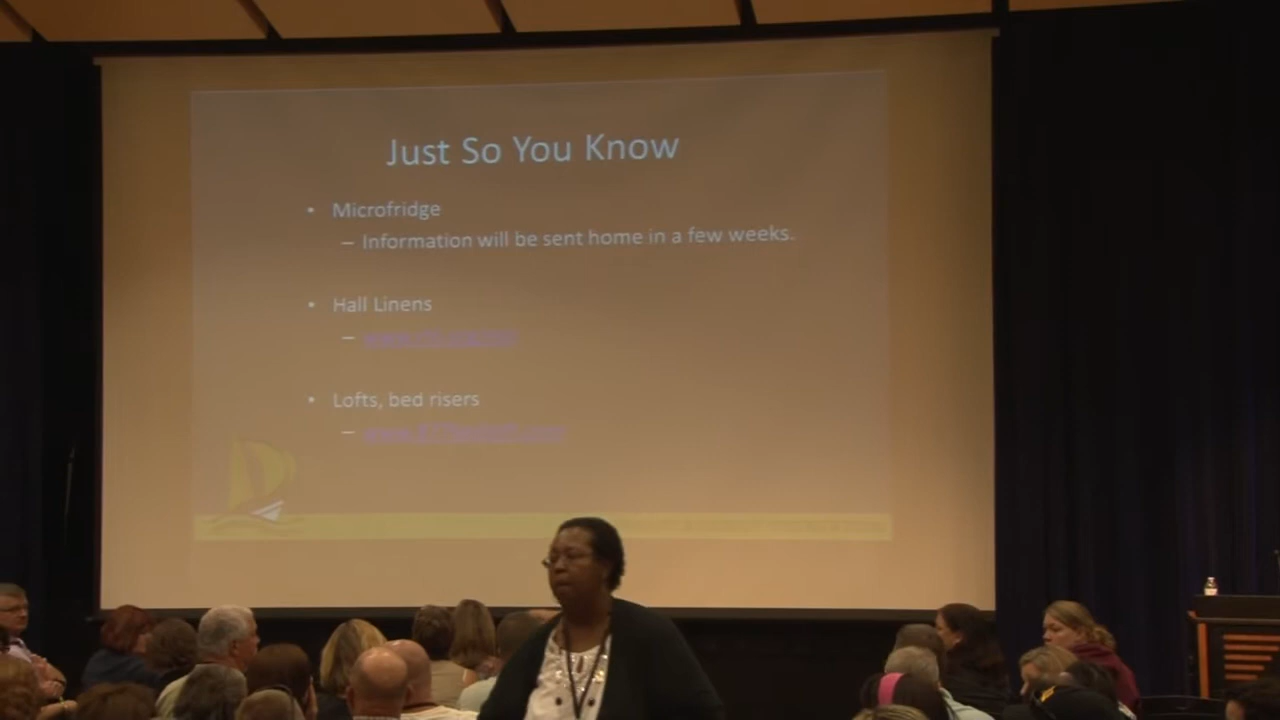 Just So You Know
• Microfridge
– Information will be sent home in a few weeks.
• Hall Linens
• Lofts, bed risers